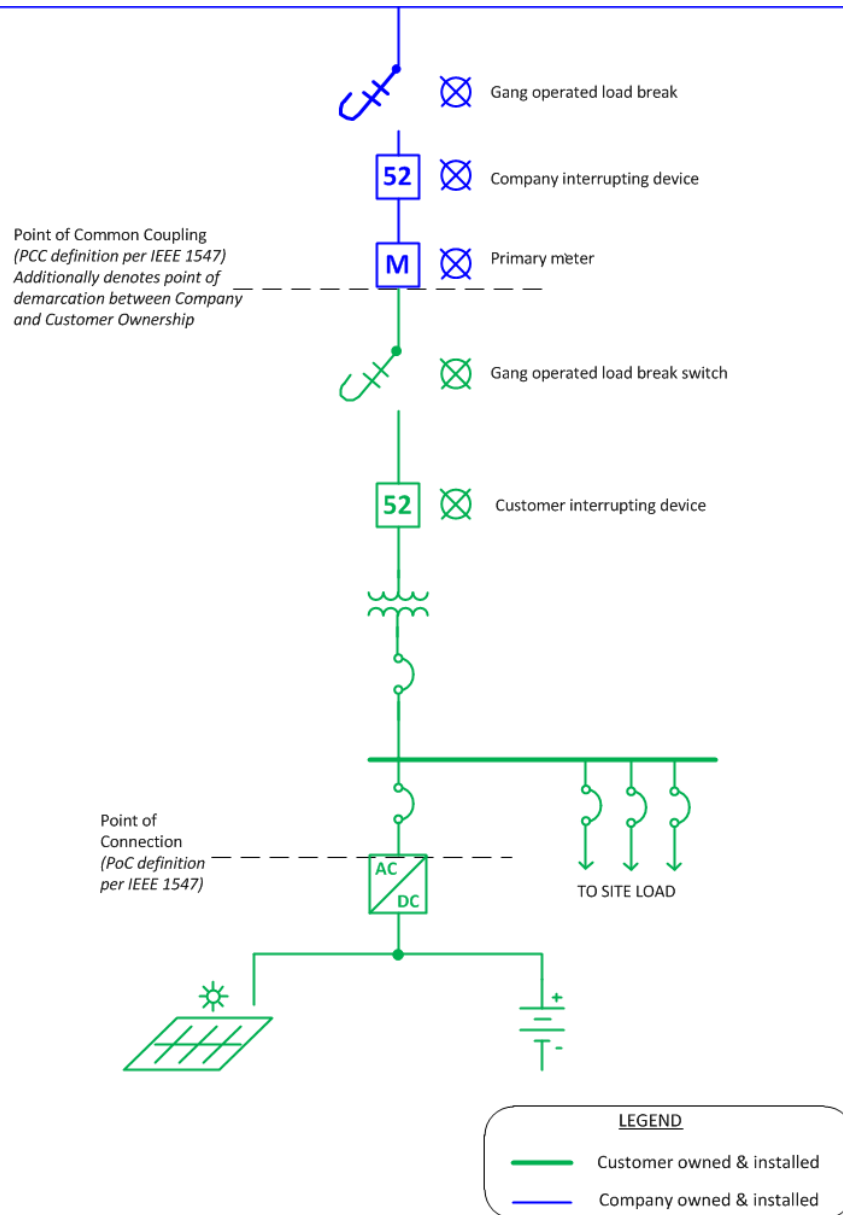 Gang operated load break
52
Company interrupting device
Point of Common Coupling
(PCC definition per IEEE 1547)
Additionally denotes point of
demarcation between Company
and Customer Ownership
M
Primary meter
Gang operated load break switch
52
Customer interrupting device
Point of
Connection
(PoC definition
per IEEE 1547)
AC
DC
TO SITE LOAD
+
-
LEGEND
Customer owned & installed
Company owned & installed